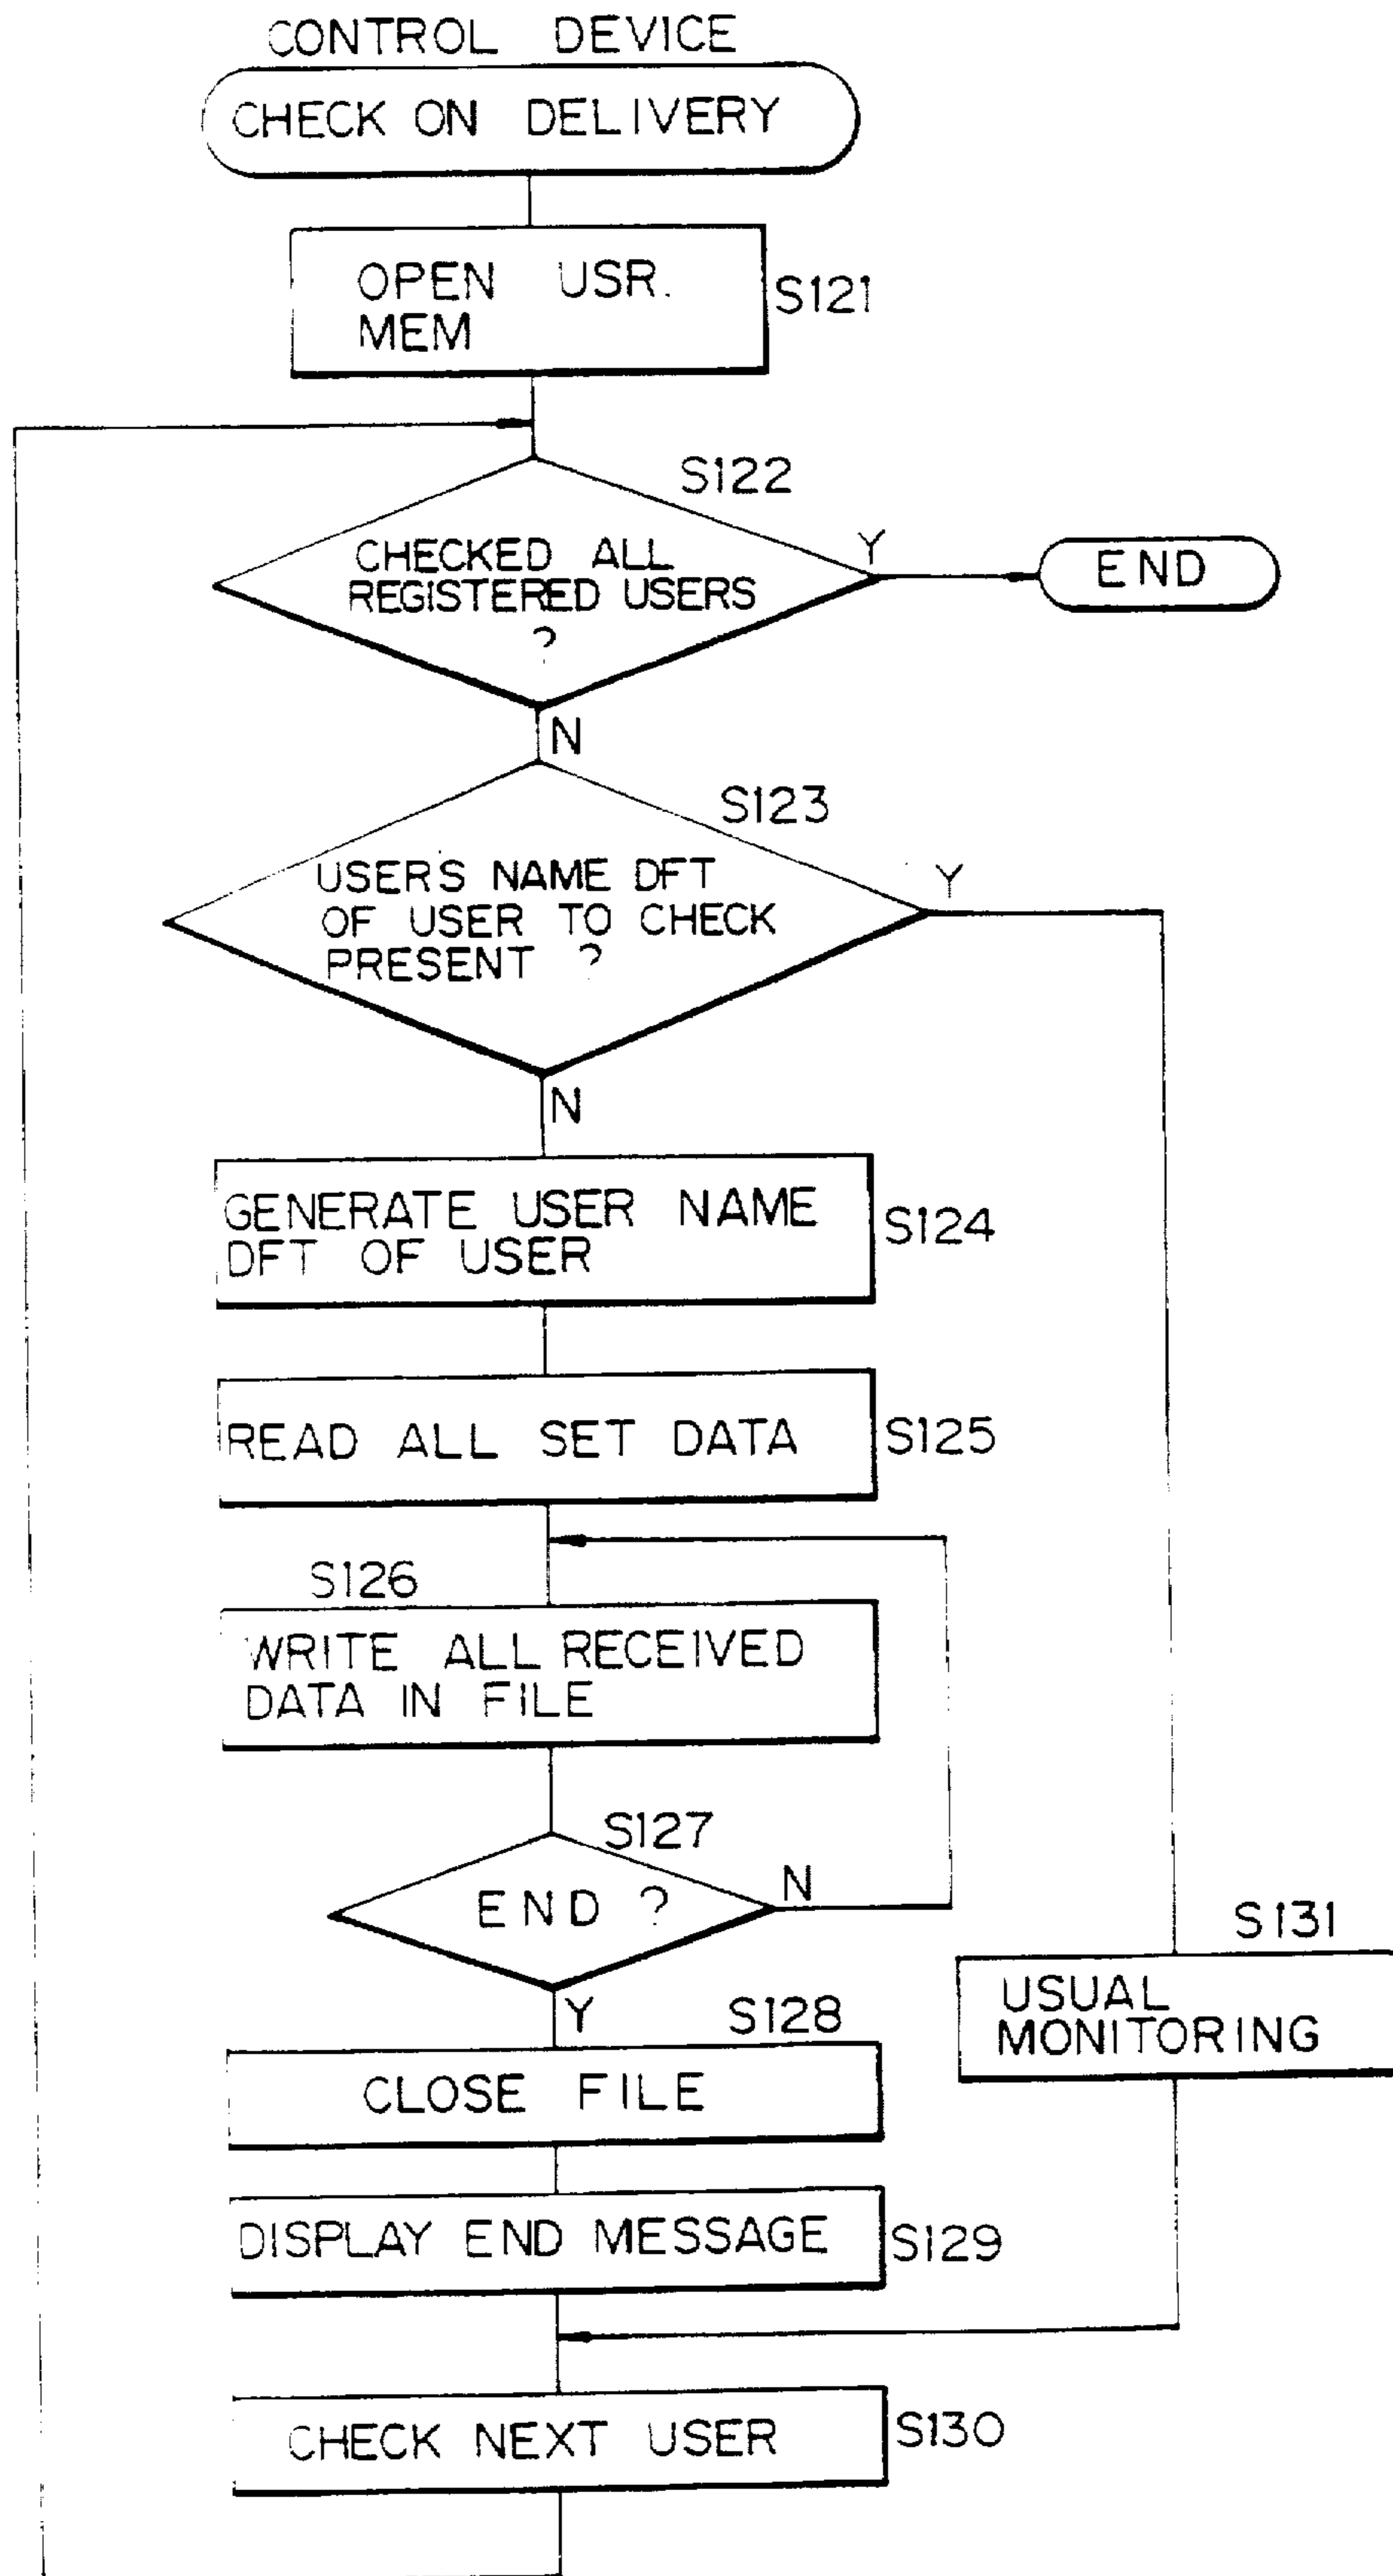 CONTROL DEVICE
CHECK ON DELIVERY
OPEN USR.
MEM
S121
S122
CHECKED ALL
REGISTERED USERS
?
Y
END
N
S123
USERS NAME DFT
OF USER TO CHECK
PRESENT ?
Y
N
GENERATE USER NAME
DFT OF USER
S124
READ ALL SET DATA
S125
S126
WRITE ALL RECEIVED
DATA IN FILE
S127
END ?
N
Y
S131
USUAL
MONITORING
S128
CLOSE FILE
DISPLAY END MESSAGE
S129
CHECK NEXT USER
S130